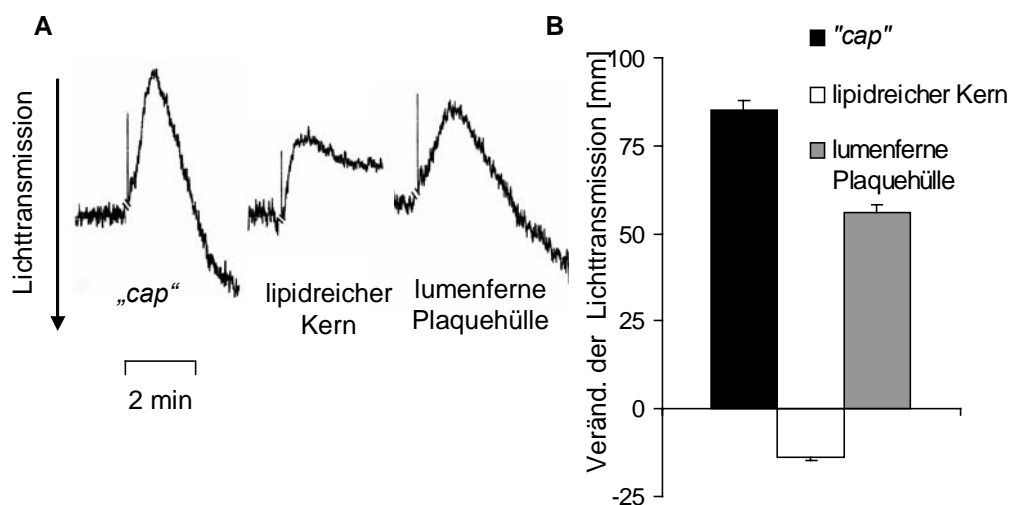 A
Lichttransmission
„cap“
lipidreicher
Kern
lumenferne
Plaquehülle
2 min
B
Veränd. der Lichttransmission [mm]
100
75
50
25
0
-25
"cap"
lipidreicher Kern
lumenferne
Plaquehülle